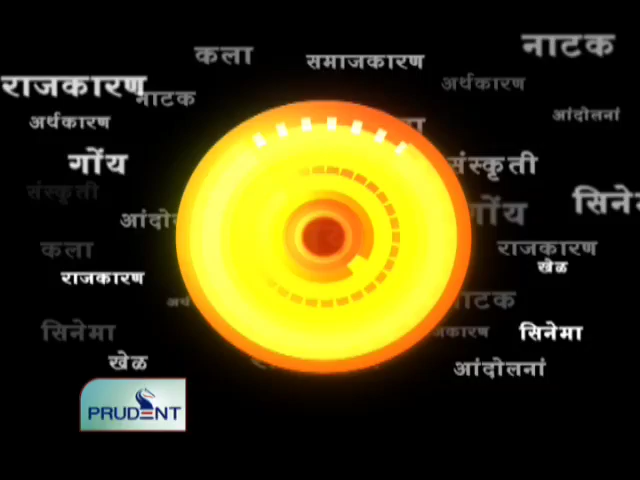 नाटक
कला
समाजकारण
राजकारण
अर्थकारण
नाटक
आंदोलनां
अर्थकारण
गोंय
संस्कृती
संस्कृती
सिनेमा
गोंय
कला
राजकारण
खेळ
राजकारण
नाटक
सिनेमा
सिनेमा
खेळ
आंदोलनां
PRUDENT